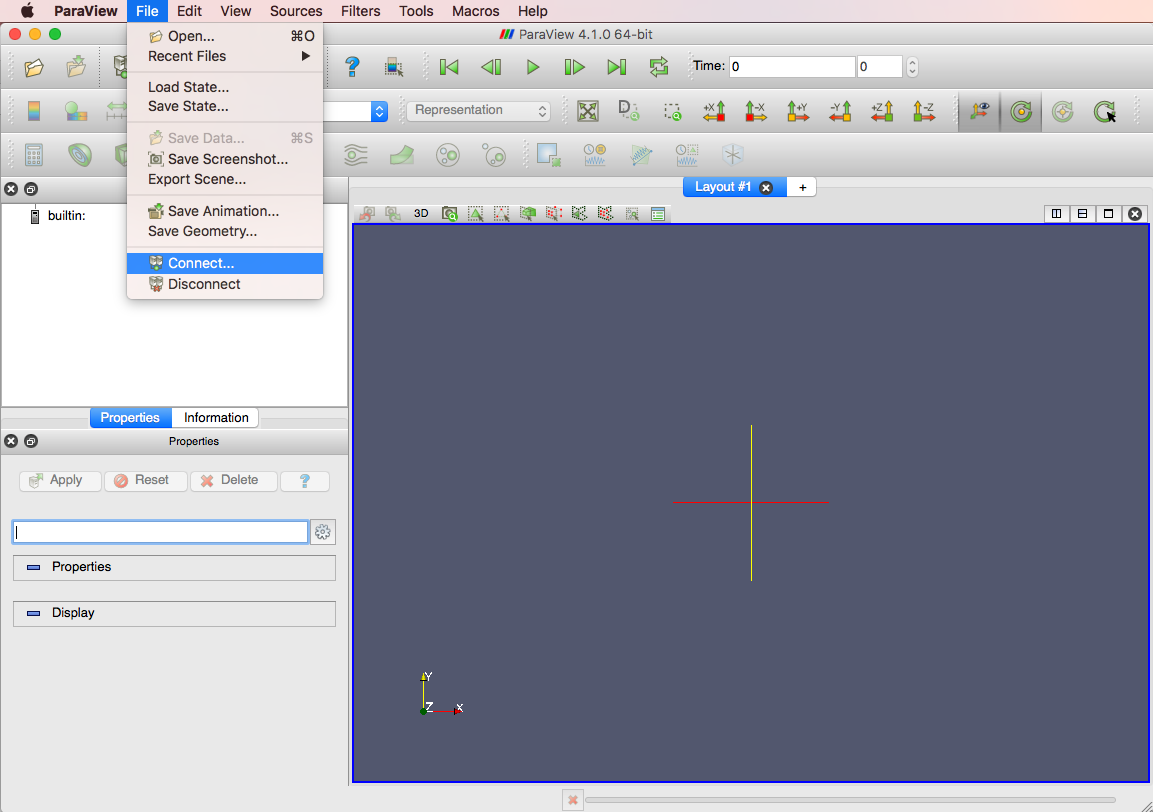 ParaView File Edit View Sources Filters Tools Macros Help
ParaView 4.1.0 64-bit
Open... ⌘O
Recent Files
Load State...
Save State...
Save Data... ⌘S
Save Screenshot...
Export Scene...
Save Animation...
Save Geometry...
Connect...
Disconnect
Time: 0 0
Representation
+X -X +Y -Y +Z -Z
builtin:
Layout #1 +
3D
Properties Information
Properties
Apply Reset Delete ?
Properties
Display
Y
Z X